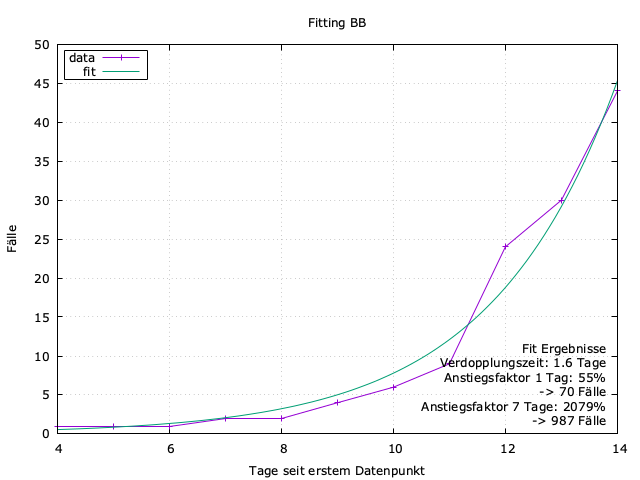 Fitting BB
50
45
40
35
30
25
20
15
10
5
0
4
6
8
10
12
14
Fälle
Tage seit erstem Datenpunkt
data
fit
Fit Ergebnisse
Verdopplungszeit: 1.6 Tage
Anstiegsfaktor 1 Tag: 55%
-> 70 Fälle
Anstiegsfaktor 7 Tage: 2079%
-> 987 Fälle